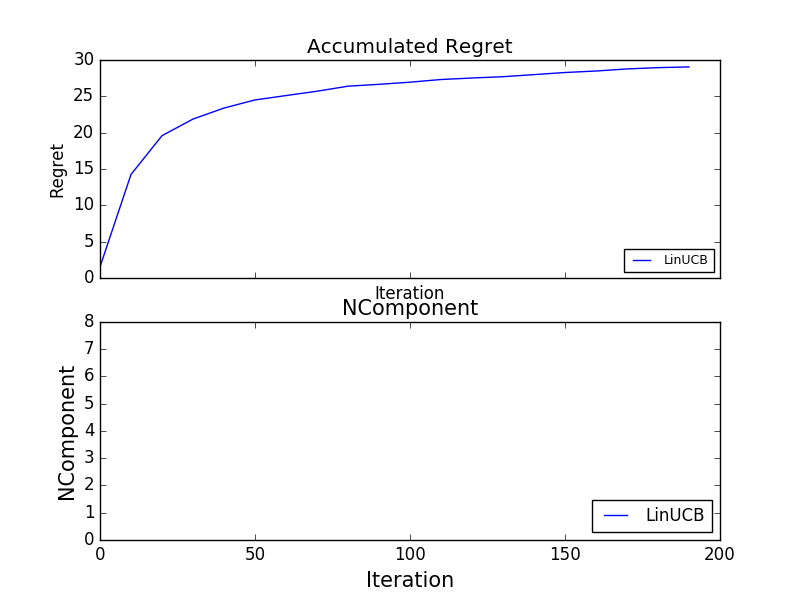 Accumulated Regret
30
25
20
15
10
5
0
Regret
LinUCB
Iteration
NComponent
8
7
6
5
4
3
2
1
0
NComponent
LinUCB
0 50 100 150 200
Iteration